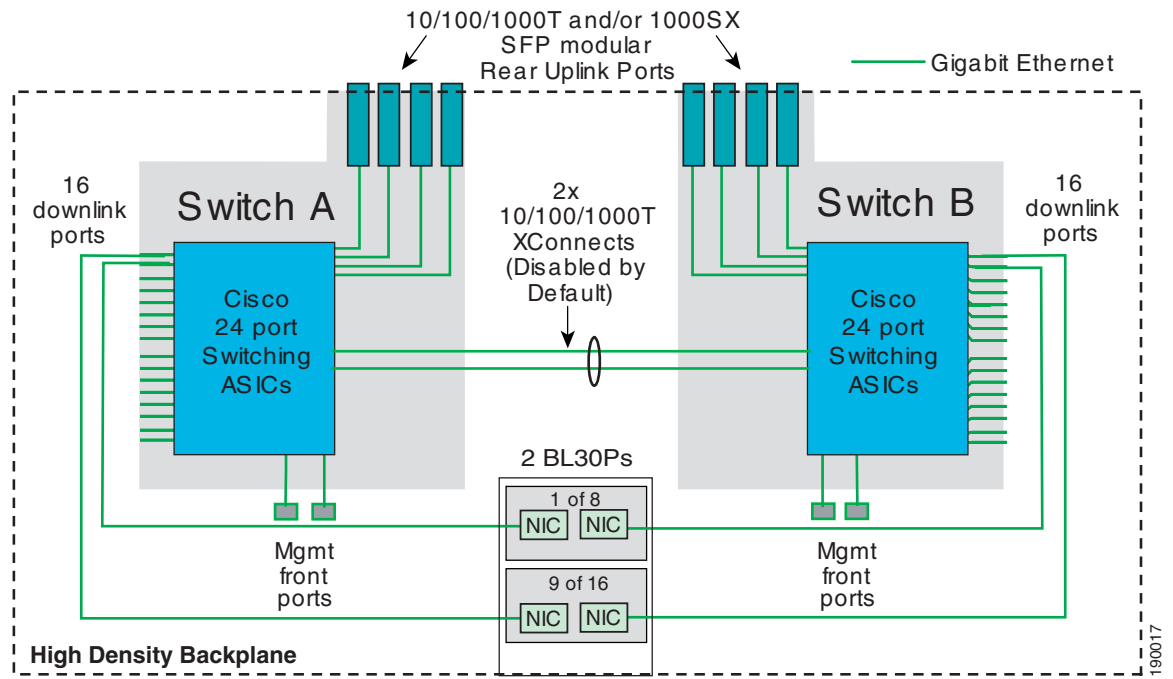 10/100/1000T and/or 1000SX
SFP modular
Rear Uplink Ports
Gigabit Ethernet
16
downlink
ports
Switch A
2x
10/100/1000T
XConnects
(Disabled by
Default)
Switch B
16
downlink
ports
Cisco
24 port
Switching
ASICs
Cisco
24 port
Switching
ASICs
2 BL30Ps
1 of 8
NIC NIC
Mgmt
front
ports
9 of 16
NIC NIC
Mgmt
front
ports
High Density Backplane
190017